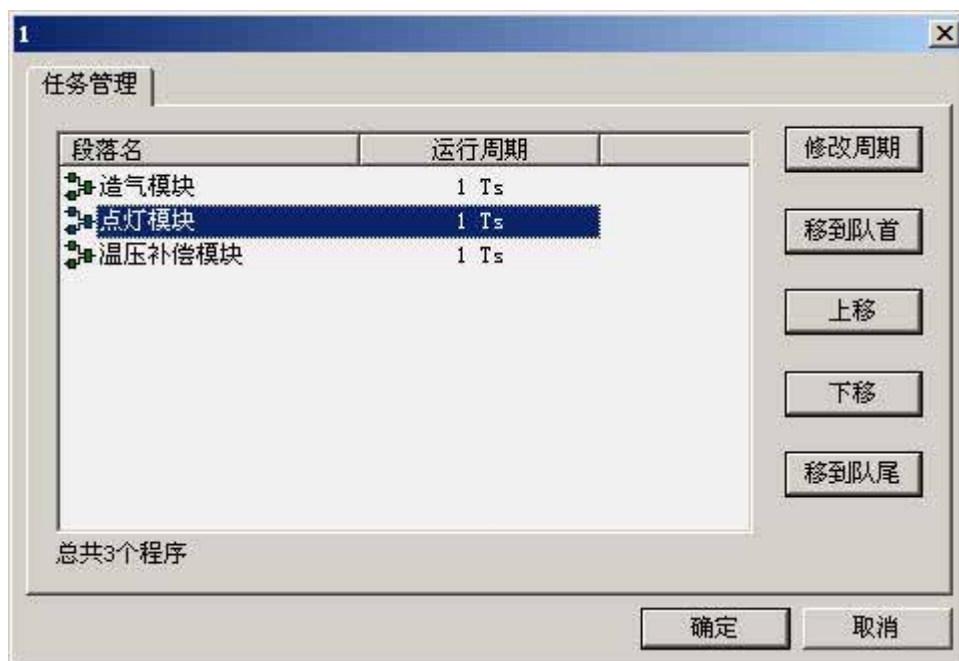 1
任务管理
段落名 运行周期
造气模块 1 Ts
点灯模块 1 Ts
温压补偿模块 1 Ts
修改周期
移到队首
上移
下移
移到队尾
总共3个程序
确定 取消